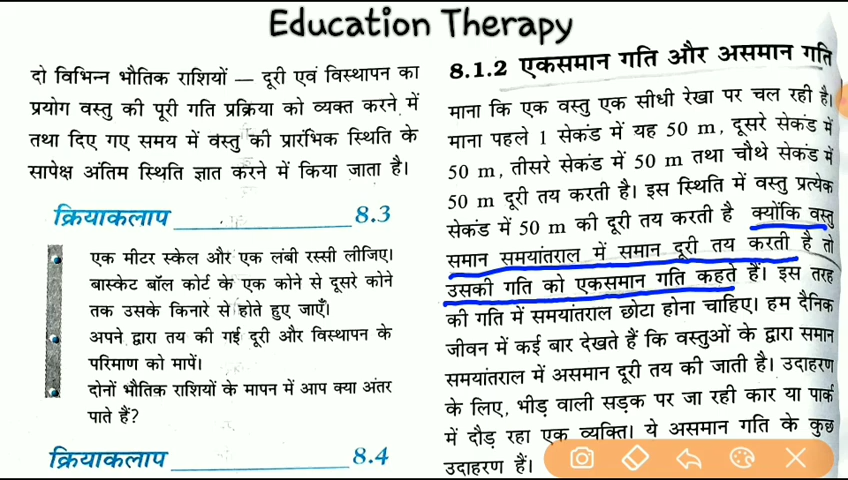 Education Therapy
दो विभिन्न भौतिक राशियों — दूरी एवं विस्थापन का
प्रयोग वस्तु की पूरी गति प्रक्रिया को व्यक्त करने में
तथा दिए गए समय में वस्तु की प्रारंभिक स्थिति के
सापेक्ष अंतिम स्थिति ज्ञात करने में किया जाता है।
क्रियाकलाप 8.3
एक मीटर स्केल और एक लंबी रस्सी लीजिए।
बास्केट बॉल कोर्ट के एक कोने से दूसरे कोने
तक उसके किनारे से होते हुए जाएँ।
अपने द्वारा तय की गई दूरी और विस्थापन के
परिमाण को मापें।
दोनों भौतिक राशियों के मापन में आप क्या अंतर
पाते हैं?
क्रियाकलाप 8.4
8.1.2 एकसमान गति और असमान गति
माना कि एक वस्तु एक सीधी रेखा पर चल रही है।
माना पहले 1 सेकंड में यह 50 m, दूसरे सेकंड में
50 m, तीसरे सेकंड में 50 m तथा चौथे सेकंड में
50 m दूरी तय करती है। इस स्थिति में वस्तु प्रत्येक
सेकंड में 50 m की दूरी तय करती है क्योंकि वस्तु
समान समयांतराल में समान दूरी तय करती है तो
उसकी गति को एकसमान गति कहते हैं। इस तरह
की गति में समयांतराल छोटा होना चाहिए। हम दैनिक
जीवन में कई बार देखते हैं कि वस्तुओं के द्वारा समान
समयांतराल में असमान दूरी तय की जाती है। उदाहरण
के लिए, भीड़ वाली सड़क पर जा रही कार या पार्क
में दौड़ रहा एक व्यक्ति। ये असमान गति के कुछ
उदाहरण हैं।